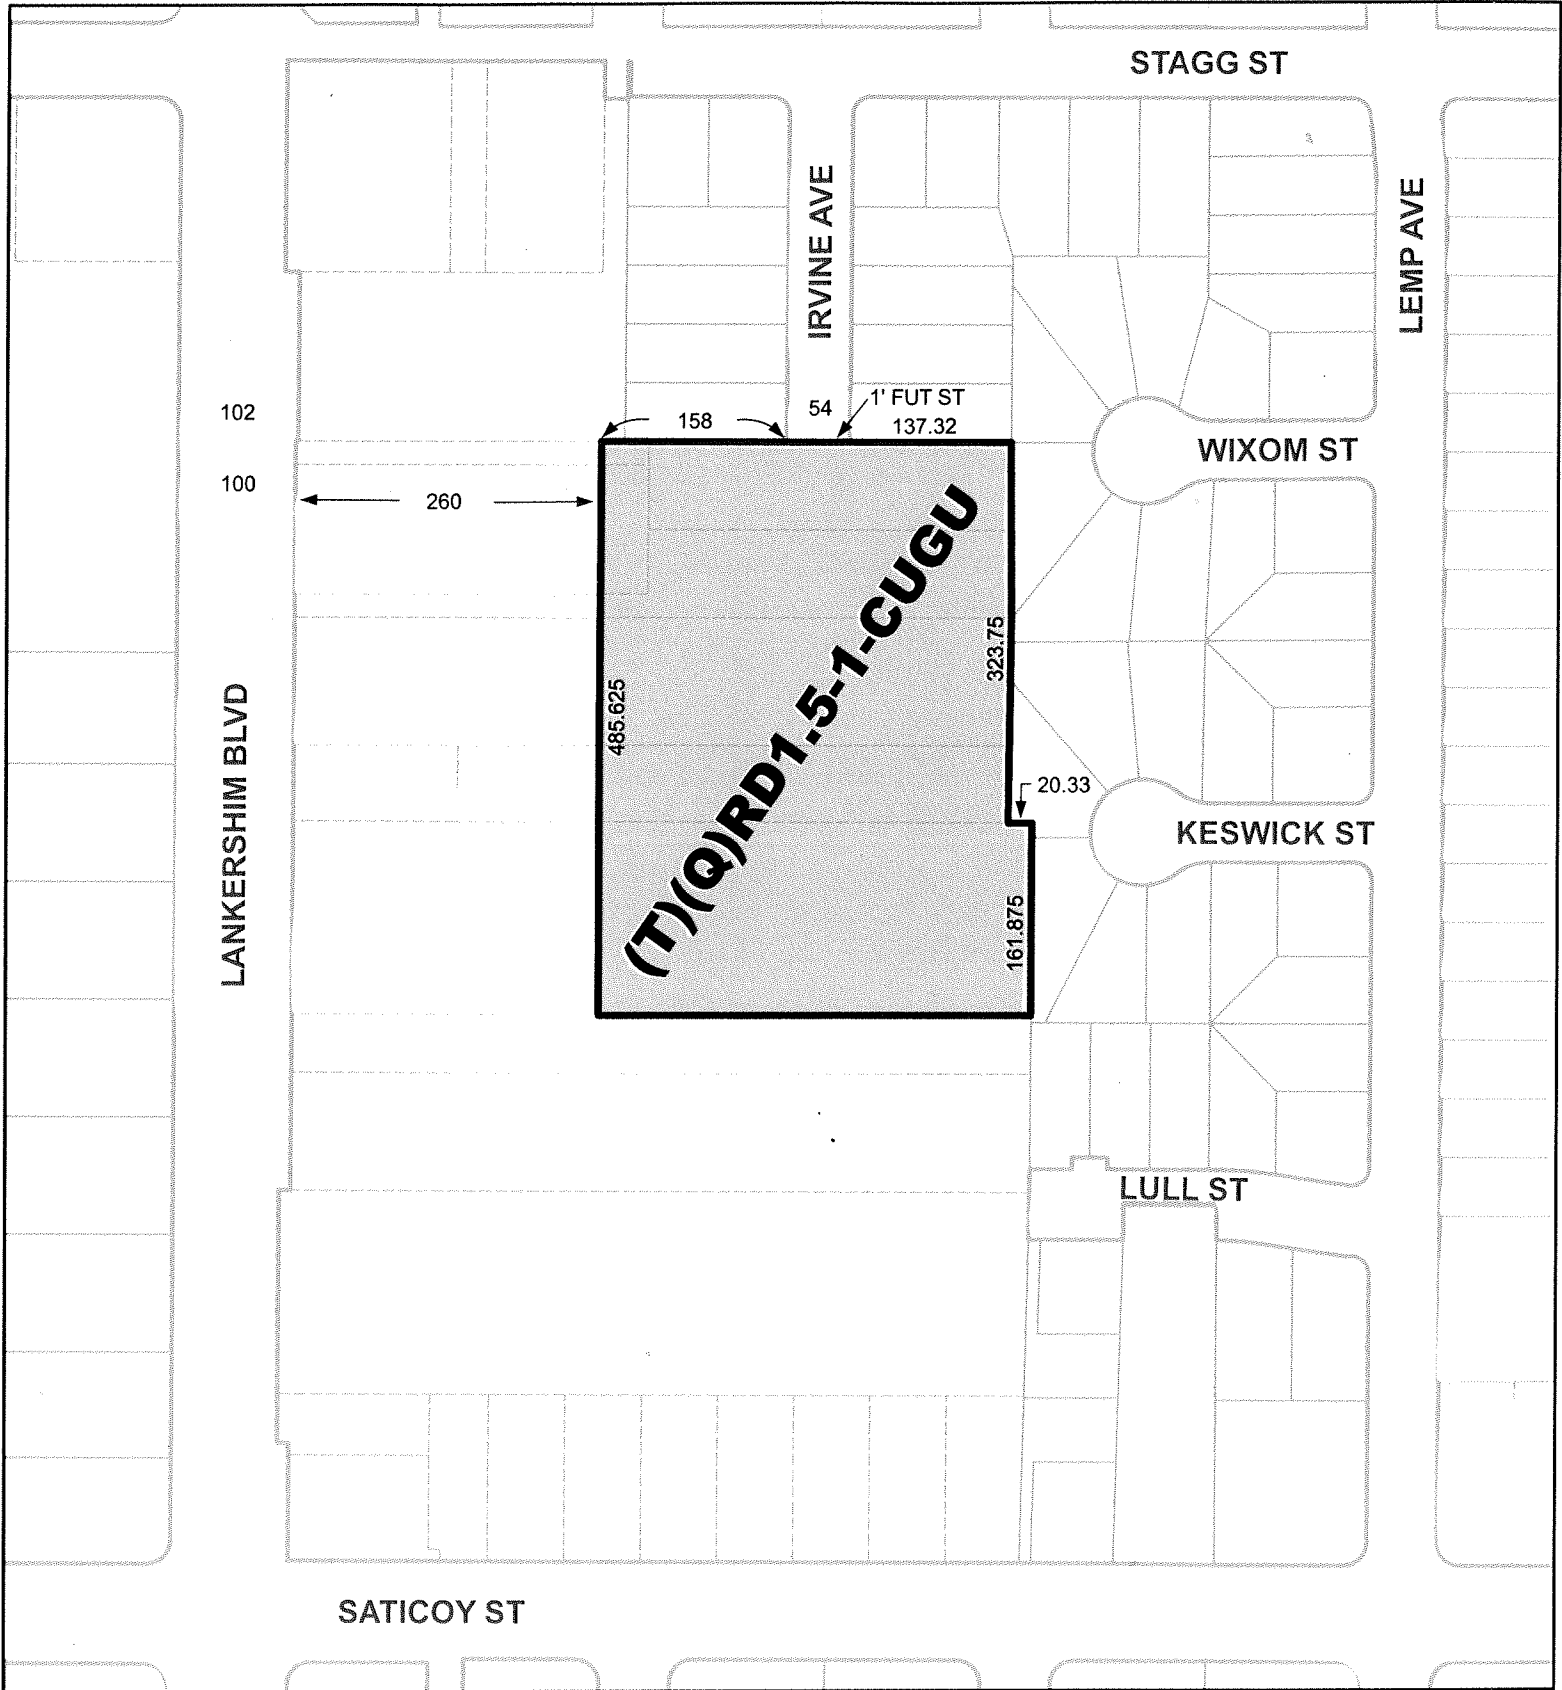 STAGG ST
IRVINE AVE
LEMP AVE
102
158
54
1' FUT ST
137.32
WIXOM ST
100
260
(T)(Q)RD1.5-1-CUGU
323.75
485.625
LANKERSHIM BLVD
20.33
KESWICK ST
161.875
LULL ST
SATICOY ST